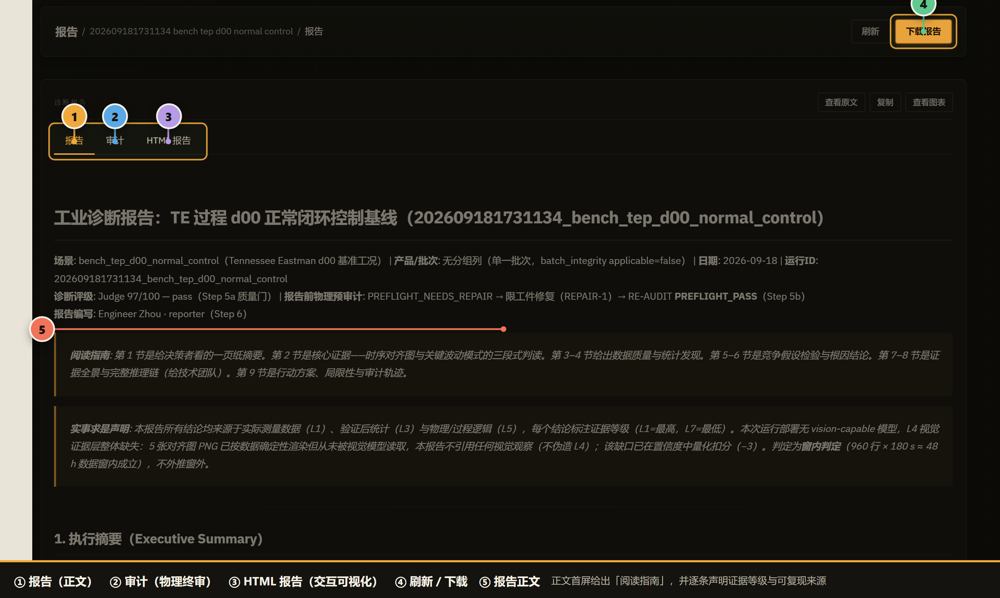 4
报告 / 202609181731134 bench tep d00 normal control / 报告
刷新
下载报告
诊断报告
查看原文
复制
查看图表
1
2
3
报告
审计
HTML 报告
工业诊断报告：TE 过程 d00 正常闭环控制基线（202609181731134_bench_tep_d00_normal_control）
场景: bench_tep_d00_normal_control（Tennessee Eastman d00 基准工况） | 产品/批次: 无分组列（单一批次，batch_integrity applicable=false） | 日期: 2026-09-18 | 运行ID:
202609181731134_bench_tep_d00_normal_control
诊断评级: Judge 97/100 — pass（Step 5a 质量门） | 报告前物理预审计: PREFLIGHT_NEEDS_REPAIR → 限工件修复（REPAIR-1）→ RE-AUDIT PREFLIGHT_PASS（Step 5b）
报告编写: Engineer Zhou · reporter（Step 6）
5
阅读指南: 第 1 节是给决策者看的一页纸摘要。第 2 节是核心证据——时序对齐图与关键波动模式的三段式判读。第 3–4 节给出数据质量与统计发现。第 5–6 节是竞争假设检验与根因结论。第 7–8 节是证
据全景与完整推理链（给技术团队）。第 9 节是行动方案、局限性与审计轨迹。
实事求是声明: 本报告所有结论均来源于实际测量数据（L1）、验证后统计（L3）与物理/过程逻辑（L5），每个结论标注证据等级（L1=最高，L7=最低）。本次运行部署无 vision-capable 模型，L4 视觉
证据层整体缺失：5 张对齐图 PNG 已按数据确定性渲染但从未被视觉模型读取，本报告不引用任何视觉观察（不伪造 L4）；该缺口已在置信度中量化扣分（−3）。判定为窗内判定（960 行 × 180 s ≈ 48
h 数据窗内成立），不外推窗外。
1. 执行摘要（Executive Summary）
① 报告（正文） ② 审计（物理终审） ③ HTML 报告（交互可视化） ④ 刷新 / 下载 ⑤ 报告正文 正文首屏给出「阅读指南」，并逐条声明证据等级与可复现来源